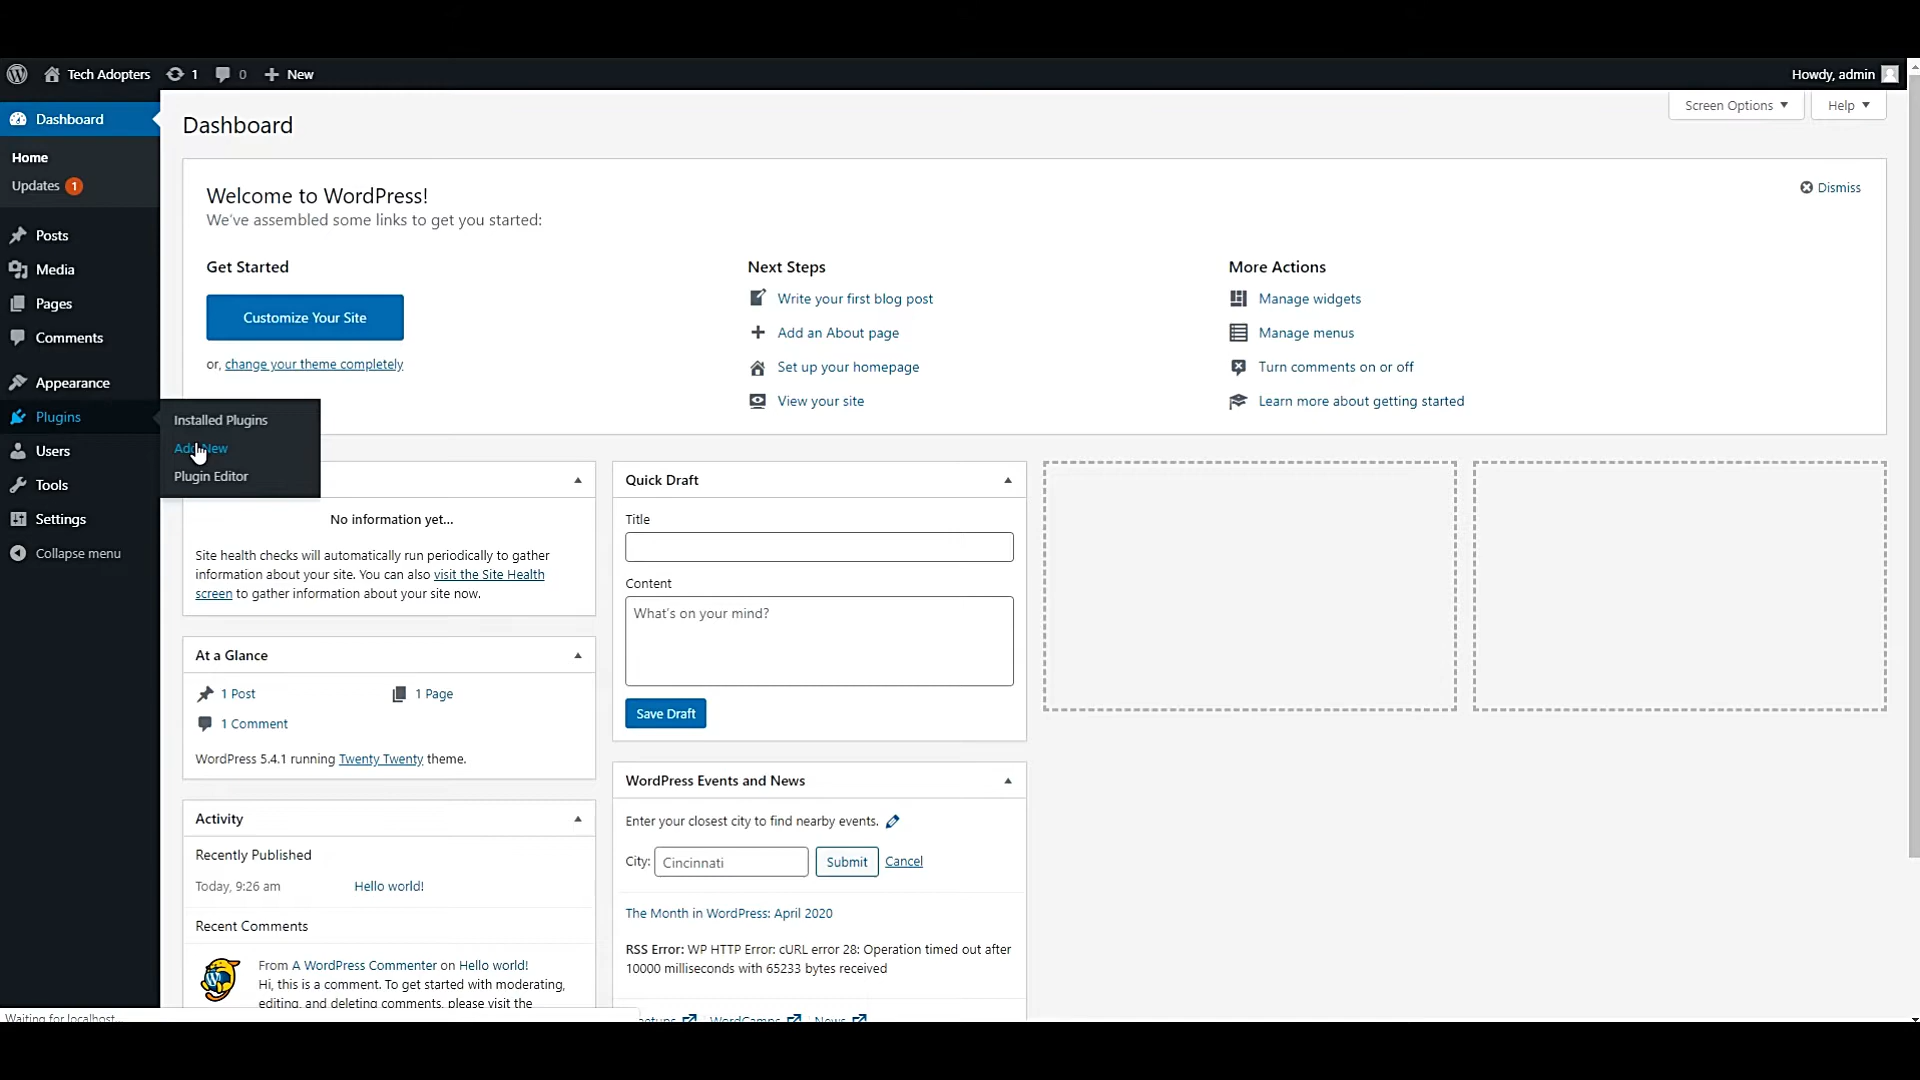 Tech Adopters 1 0 New Howdy, admin
Screen Options Help
Dashboard
Home
Updates 1
Posts
Media
Pages
Comments
Appearance
Plugins
Users
Tools
Settings
Collapse menu
Installed Plugins
Add New
Plugin Editor
Dashboard
Welcome to WordPress!
Dismiss
We've assembled some links to get you started:
Get Started
Customize Your Site
or, change your theme completely
Next Steps
Write your first blog post
Add an About page
Set up your homepage
View your site
More Actions
Manage widgets
Manage menus
Turn comments on or off
Learn more about getting started
No information yet...
Site health checks will automatically run periodically to gather
information about your site. You can also visit the Site Health
screen to gather information about your site now.
At a Glance
1 Post 1 Page
1 Comment
WordPress 5.4.1 running Twenty Twenty theme.
Activity
Recently Published
Today, 9:26 am Hello world!
Recent Comments
From A WordPress Commenter on Hello world!
Hi, this is a comment. To get started with moderating,
editing, and deleting comments, please visit the
Quick Draft
Title
Content
What's on your mind?
Save Draft
WordPress Events and News
Enter your closest city to find nearby events.
City: Cincinnati Submit Cancel
The Month in WordPress: April 2020
RSS Error: WP HTTP Error: cURL error 28: Operation timed out after
10000 milliseconds with 65233 bytes received
WordCamps News
Waiting for localhost...